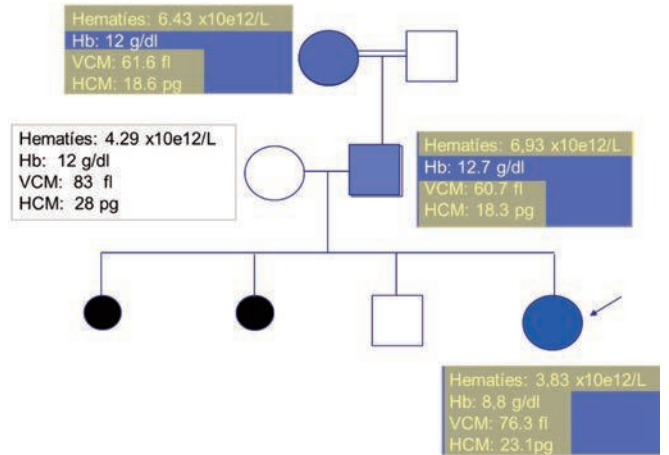 Hematíes: 6.43 x10e12/L
Hb: 12 g/dl
VCM: 61.6 fl
HCM: 18.6 pg
Hematíes: 4.29 x10e12/L
Hb: 12 g/dl
VCM: 83 fl
HCM: 28 pg
Hematíes: 6,93 x10e12/L
Hb: 12.7 g/dl
VCM: 60.7 fl
HCM: 18.3 pg
Hematíes: 3,83 x10e12/L
Hb: 8,8 g/dl
VCM: 76.3 fl
HCM: 23.1pg